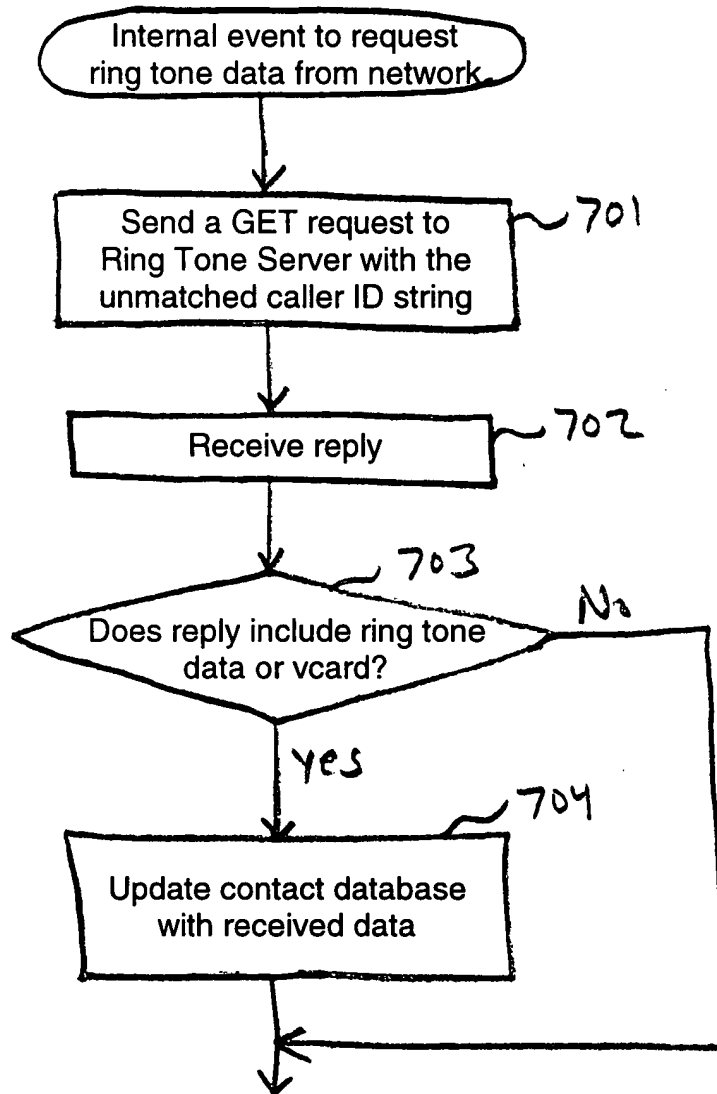 Internal event to request
ring tone data from network
Send a GET request to
Ring Tone Server with the
unmatched caller ID string
701
Receive reply
702
703
Does reply include ring tone
data or vcard?
No
yes
704
Update contact database
with received data